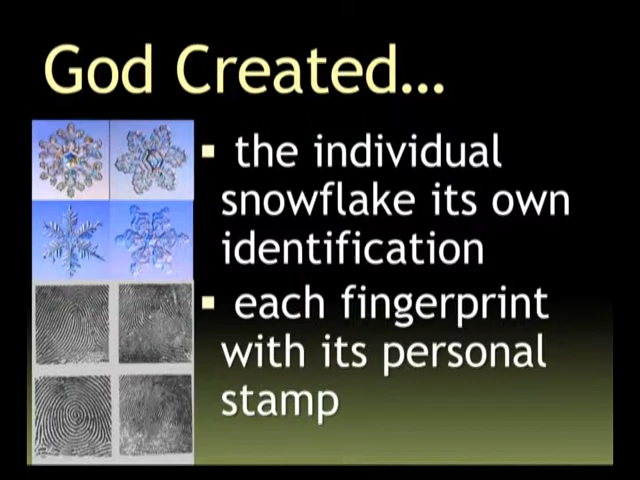 God Created...
▪ the individual
snowflake its own
identification
▪ each fingerprint
with its personal
stamp